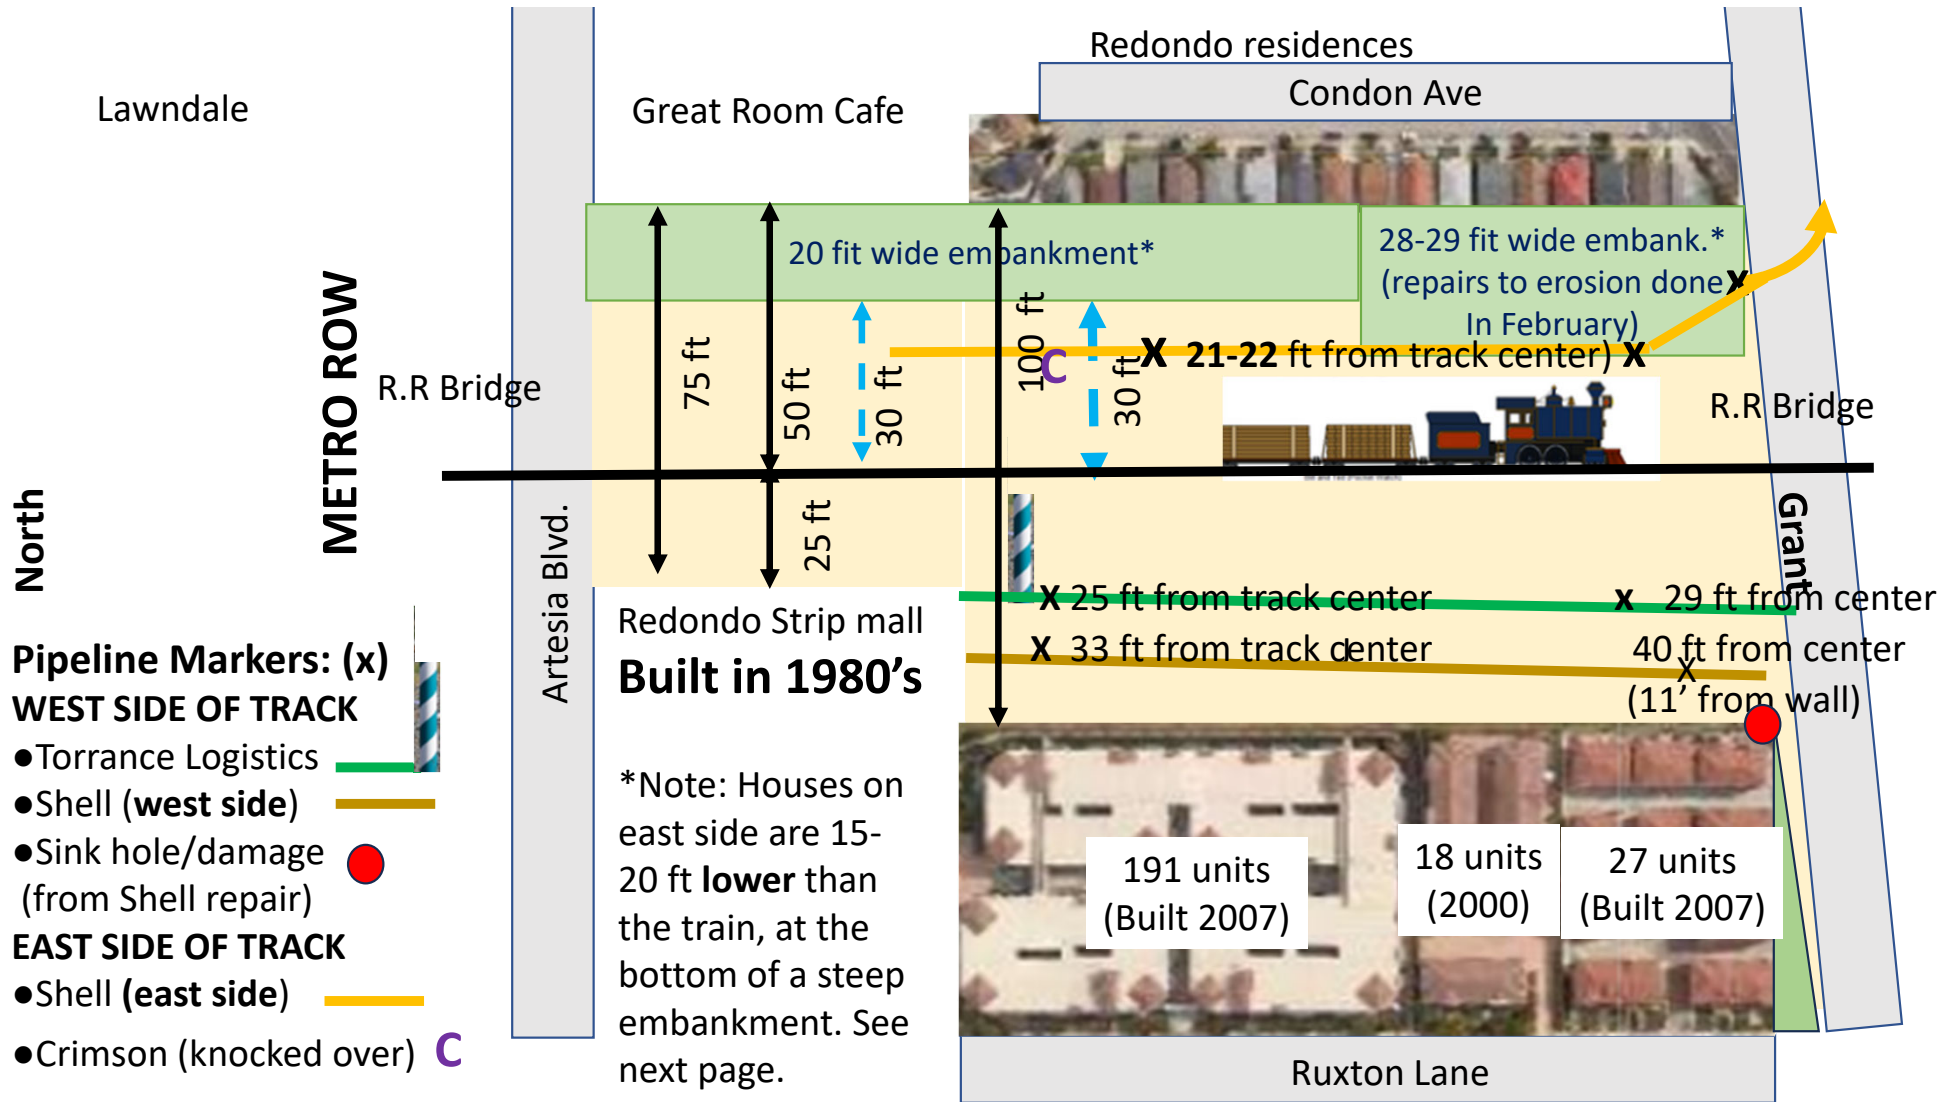 Redondo residences
Condon Ave
Lawndale
Great Room Cafe
20 fit wide embankment*
28-29 fit wide embank.*
(repairs to erosion done
In February)
X
METRO ROW
North
R.R Bridge
75 ft
50 ft
30 ft
100 ft
30 ft
C
X 21-22 ft from track center) X
R.R Bridge
25 ft
Grant
Artesia Blvd.
X 25 ft from track center
x 29 ft from center
X 33 ft from track center
40 ft from center
X
(11' from wall)
Redondo Strip mall
Built in 1980's
*Note: Houses on
east side are 15-
20 ft lower than
the train, at the
bottom of a steep
embankment. See
next page.
Pipeline Markers: (x)
WEST SIDE OF TRACK
●Torrance Logistics
●Shell (west side)
●Sink hole/damage
(from Shell repair)
EAST SIDE OF TRACK
●Shell (east side)
●Crimson (knocked over) C
191 units
(Built 2007)
18 units
(2000)
27 units
(Built 2007)
Ruxton Lane